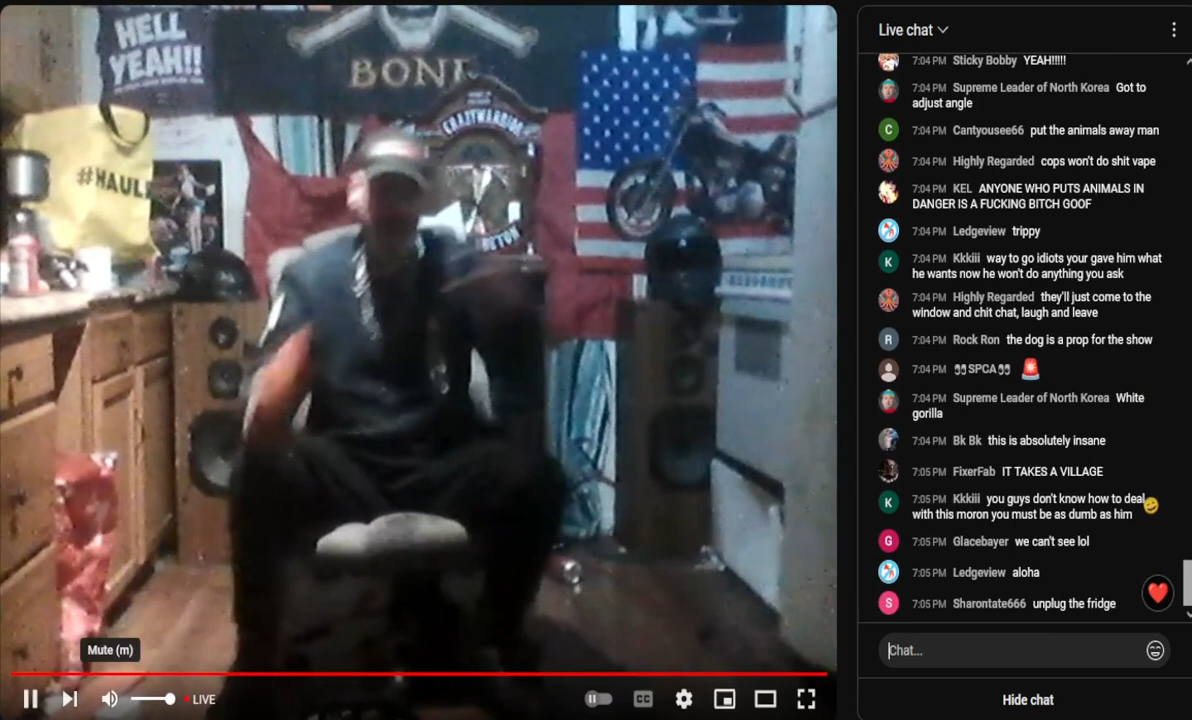 HELL
YEAH!!
BONE
CRAZYWARRIOR
#HAUL
Mute (m)
LIVE
CC
Live chat
7:04 PM Sticky Bobby YEAH!!!!!
7:04 PM Supreme Leader of North Korea Got to
adjust angle
C
7:04 PM Cantyousee66 put the animals away man
7:04 PM Highly Regarded cops won't do shit vape
7:04 PM KEL ANYONE WHO PUTS ANIMALS IN
DANGER IS A FUCKING BITCH GOOF
7:04 PM Ledgeview trippy
K
7:04 PM Kkkiii way to go idiots your gave him what
he wants now he won't do anything you ask
7:04 PM Highly Regarded they'll just come to the
window and chit chat, laugh and leave
R
7:04 PM Rock Ron the dog is a prop for the show
7:04 PM 👀SPCA👀 🚨
7:04 PM Supreme Leader of North Korea White
gorilla
7:04 PM Bk Bk this is absolutely insane
7:05 PM FixerFab IT TAKES A VILLAGE
K
7:05 PM Kkkiii you guys don't know how to deal
with this moron you must be as dumb as him
G
7:05 PM Glacebayer we can't see lol
7:05 PM Ledgeview aloha
S
7:05 PM Sharontate666 unplug the fridge
Chat...
Hide chat